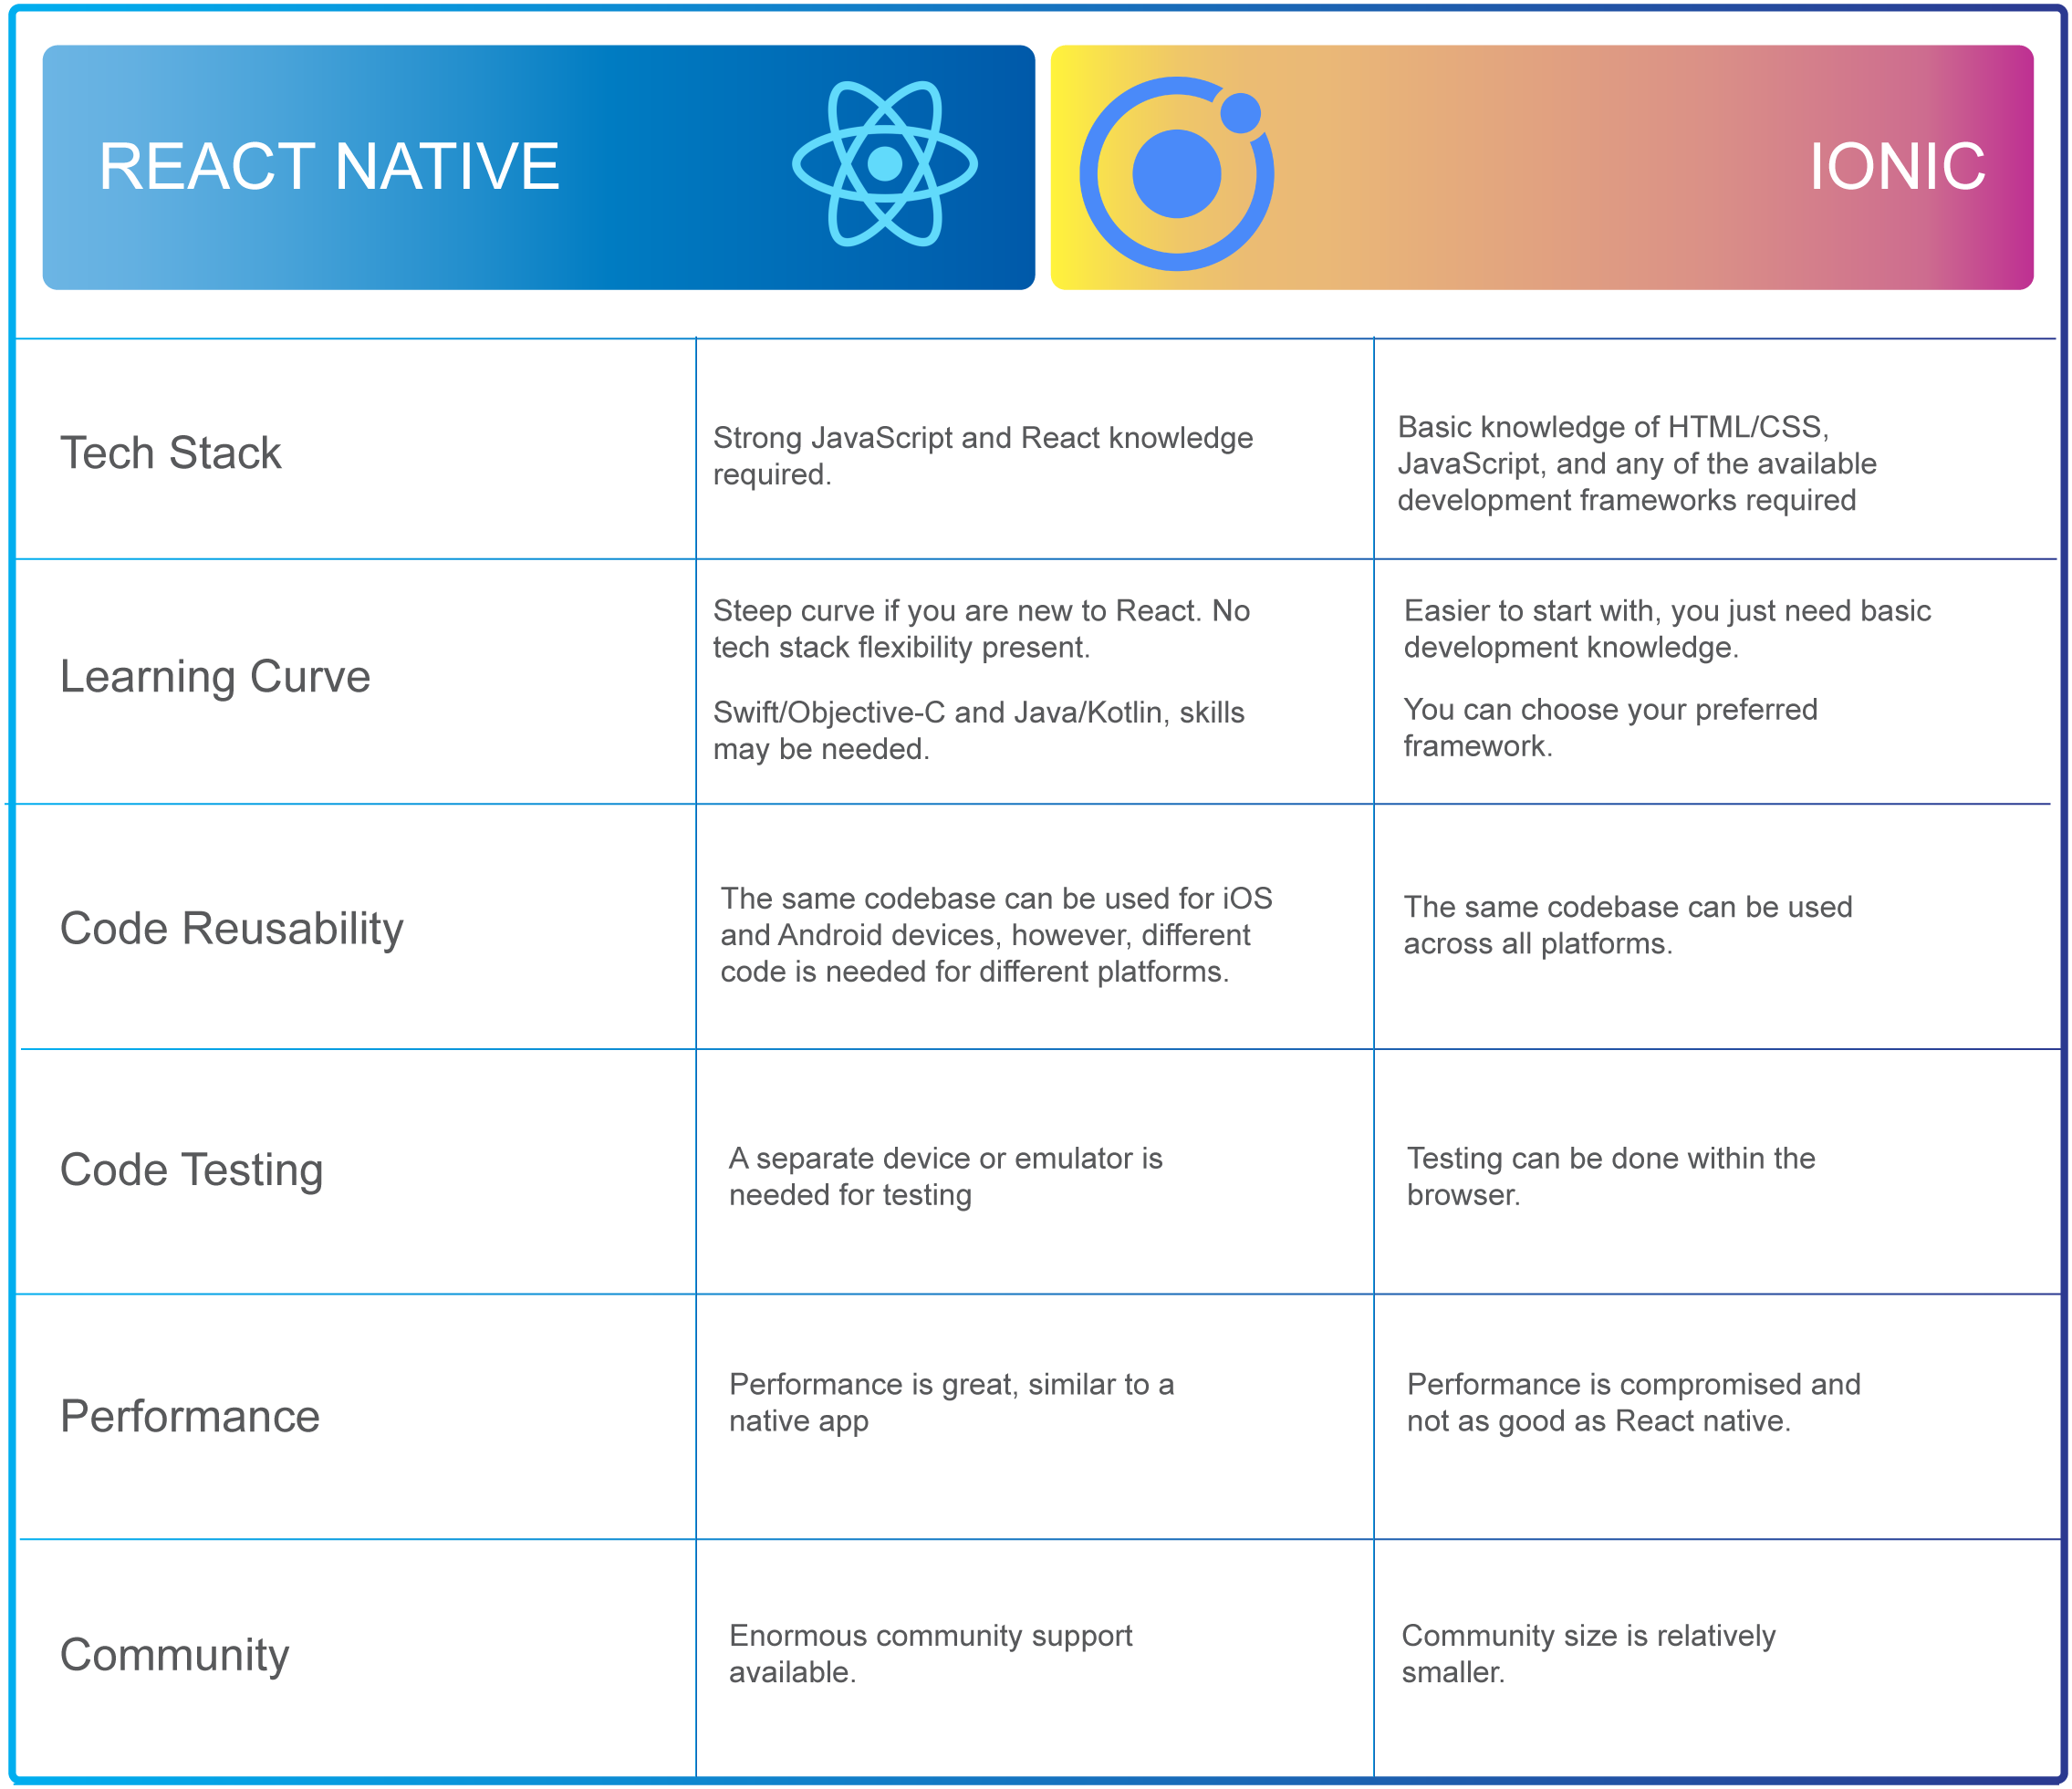 REACT NATIVE
IONIC
Tech Stack
Strong JavaScript and React knowledge
required.
Basic knowledge of HTML/CSS,
JavaScript, and any of the available
development frameworks required
Learning Curve
Steep curve if you are new to React. No
tech stack flexibility present.
Swift/Objective-C and Java/Kotlin, skills
may be needed.
Easier to start with, you just need basic
development knowledge.
You can choose your preferred
framework.
Code Reusability
The same codebase can be used for iOS
and Android devices, however, different
code is needed for different platforms.
The same codebase can be used
across all platforms.
Code Testing
A separate device or emulator is
needed for testing
Testing can be done within the
browser.
Performance
Performance is great, similar to a
native app
Performance is compromised and
not as good as React native.
Community
Enormous community support
available.
Community size is relatively
smaller.